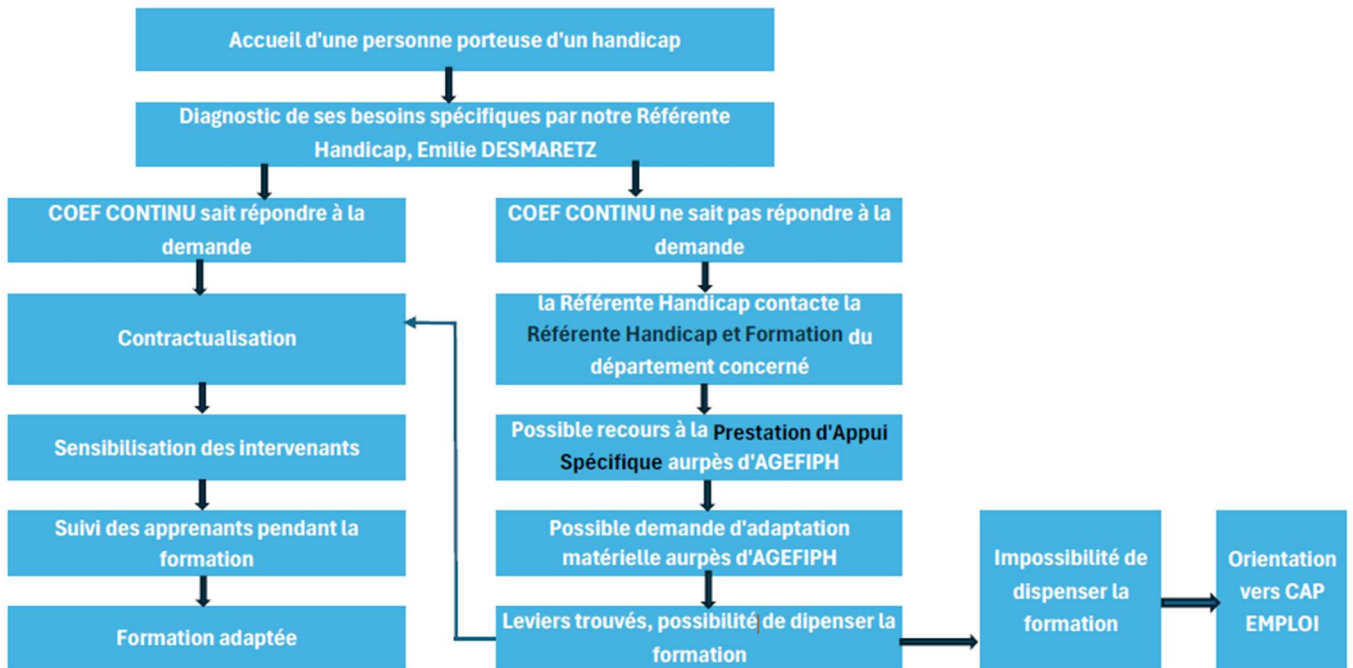 Accueil d'une personne porteuse d'un handicap
Diagnostic de ses besoins spécifiques par notre Référente
Handicap, Emilie DESMARETZ
COEF CONTINU sait répondre à la
demande
Contractualisation
Sensibilisation des intervenants
Suivi des apprenants pendant la
formation
Formation adaptée
COEF CONTINU ne sait pas répondre à la
demande
la Référente Handicap contacte la
Référente Handicap et Formation du
département concerné
Possible recours à la Prestation d'Appui
Spécifique aurpès d'AGEFIPH
Possible demande d'adaptation
matérielle aurpès d'AGEFIPH
Leviers trouvés, possibilité de dipenser la
formation
Impossibilité de
dispenser la
formation
Orientation
vers CAP
EMPLOI